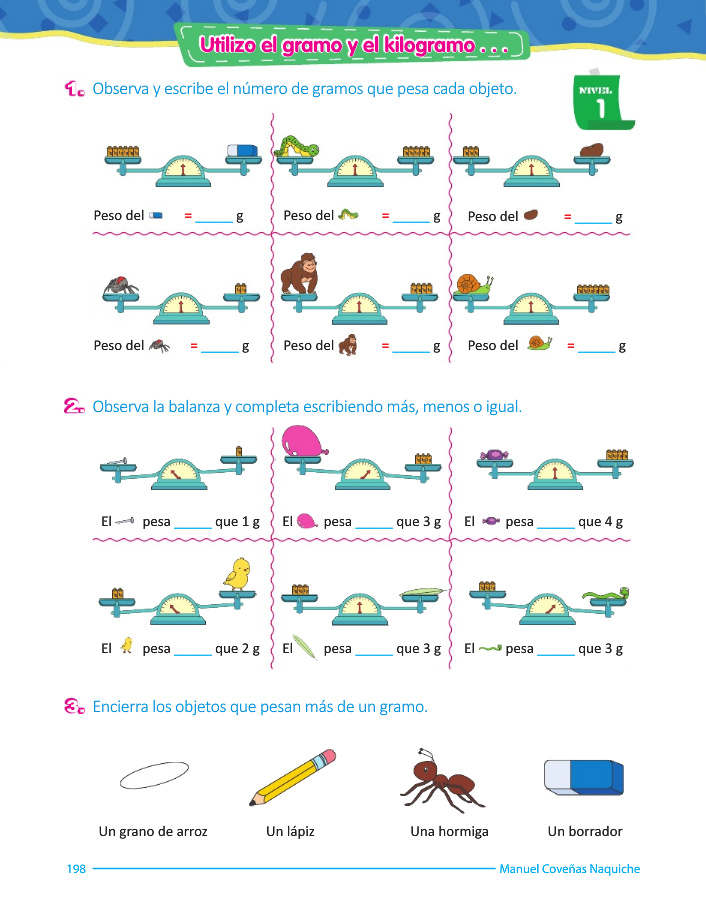 Utilizo el gramo y el kilogramo . . .
1. Observa y escribe el número de gramos que pesa cada objeto.
NIVEL
1
Peso del = _____ g
Peso del = _____ g
Peso del = _____ g
Peso del = _____ g
Peso del = _____ g
Peso del = _____ g
2. Observa la balanza y completa escribiendo más, menos o igual.
El pesa _____ que 1 g
El pesa _____ que 3 g
El pesa _____ que 4 g
El pesa _____ que 2 g
El pesa _____ que 3 g
El pesa _____ que 3 g
3. Encierra los objetos que pesan más de un gramo.
Un grano de arroz
Un lápiz
Una hormiga
Un borrador
198
Manuel Coveñas Naquiche